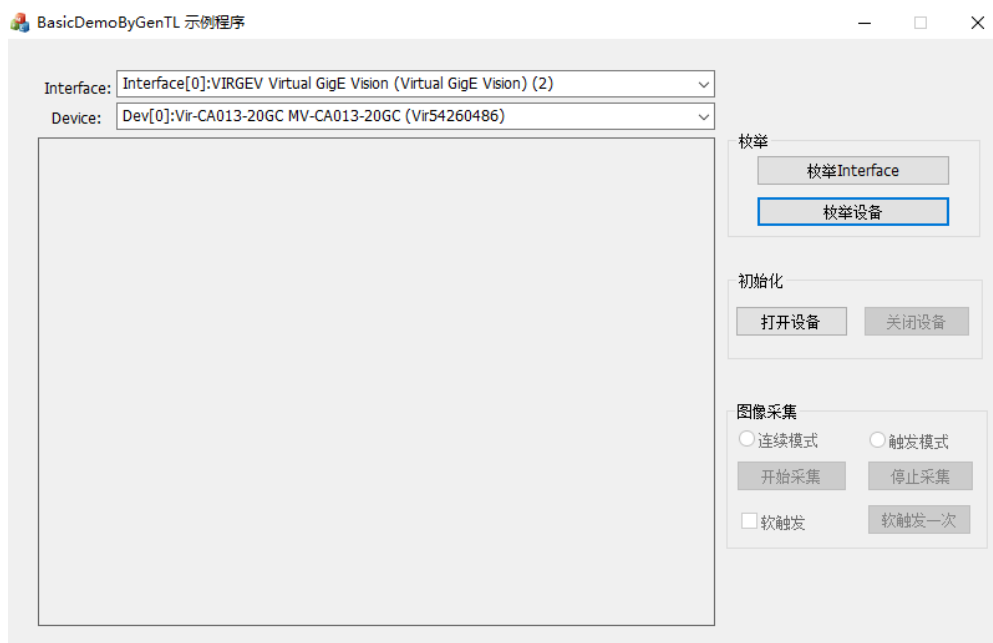 BasicDemoByGenTL 示例程序
Interface: Interface[0]:VIRGEV Virtual GigE Vision (Virtual GigE Vision) (2)
Device: Dev[0]:Vir-CA013-20GC MV-CA013-20GC (Vir54260486)
枚举
枚举Interface
枚举设备
初始化
打开设备 关闭设备
图像采集
连续模式 触发模式
开始采集 停止采集
软触发 软触发一次